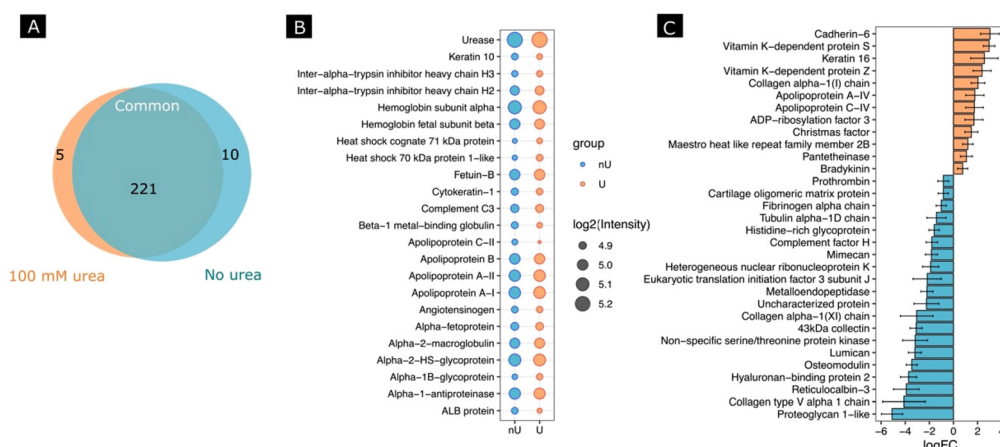 A
Common
5
10
221
100 mM urea
No urea
B
Urease
Keratin 10
Inter-alpha-trypsin inhibitor heavy chain H3
Inter-alpha-trypsin inhibitor heavy chain H2
Hemoglobin subunit alpha
Hemoglobin fetal subunit beta
Heat shock cognate 71 kDa protein
Heat shock 70 kDa protein 1-like
Fetuin-B
Cytokeratin-1
Complement C3
Beta-1 metal-binding globulin
Apolipoprotein C-II
Apolipoprotein B
Apolipoprotein A-II
Apolipoprotein A-I
Angiotensinogen
Alpha-fetoprotein
Alpha-2-macroglobulin
Alpha-2-HS-glycoprotein
Alpha-1B-glycoprotein
Alpha-1-antiproteinase
ALB protein
nU U
group
nU
U
log2(Intensity)
4.9
5.0
5.1
5.2
C
Cadherin-6
Vitamin K-dependent protein S
Keratin 16
Vitamin K-dependent protein Z
Collagen alpha-1(I) chain
Apolipoprotein A-IV
Apolipoprotein C-IV
ADP-ribosylation factor 3
Christmas factor
Maestro heat like repeat family member 2B
Pantetheinase
Bradykinin
Prothrombin
Cartilage oligomeric matrix protein
Fibrinogen alpha chain
Tubulin alpha-1D chain
Histidine-rich glycoprotein
Complement factor H
Mimecan
Heterogeneous nuclear ribonucleoprotein K
Eukaryotic translation initiation factor 3 subunit J
Metalloendopeptidase
Uncharacterized protein
Collagen alpha-1(XI) chain
43kDa collectin
Non-specific serine/threonine protein kinase
Lumican
Osteomodulin
Hyaluronan-binding protein 2
Reticulocalbin-3
Collagen type V alpha 1 chain
Proteoglycan 1-like
-6 -4 -2 0 2 4
logFC